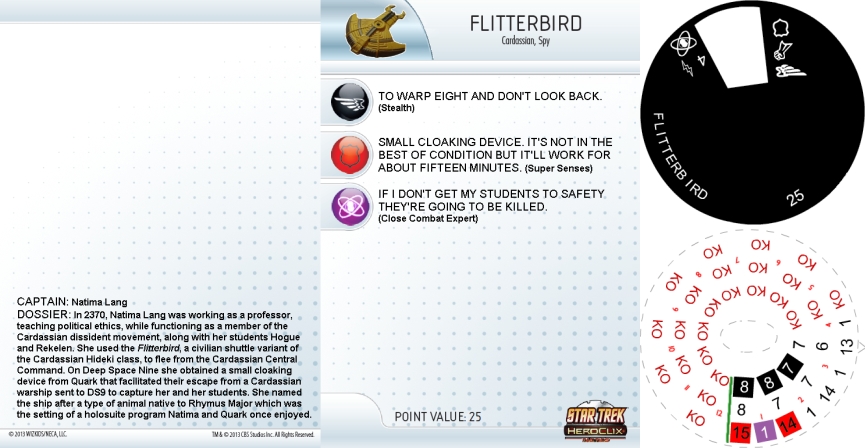 CAPTAIN: Natima Lang
DOSSIER: In 2370, Natima Lang was working as a professor,
teaching political ethics, while functioning as a member of the
Cardassian dissident movement, along with her students Hogue
and Rekelen. She used the Flitterbird, a civilian shuttle variant of
the Cardassian Hideki class, to flee from the Cardassian Central
Command. On Deep Space Nine she obtained a small cloaking
device from Quark that facilitated their escape from a Cardassian
warship sent to DS9 to capture her and her students. She named
the ship after a type of animal native to Rhymus Major which was
the setting of a holosuite program Natima and Quark once enjoyed.
© 2013 WIZKIDS/NECA, LLC.
TM & © 2013 CBS Studios Inc. All Rights Reserved.
FLITTERBIRD
Cardassian, Spy
TO WARP EIGHT AND DON'T LOOK BACK.
(Stealth)
SMALL CLOAKING DEVICE. IT'S NOT IN THE
BEST OF CONDITION BUT IT'LL WORK FOR
ABOUT FIFTEEN MINUTES. (Super Senses)
IF I DON'T GET MY STUDENTS TO SAFETY
THEY'RE GOING TO BE KILLED.
(Close Combat Expert)
POINT VALUE: 25
STAR TREK
HEROCLIX
4
FLITTERBIRD
25
KO KO KO
KO KO KO
KO KO KO
KO KO KO
KO KO KO
KO KO KO
KO KO KO
KO KO KO
8 8 7 7
8 7 7 6
15 1 14 1 14 1 13 1